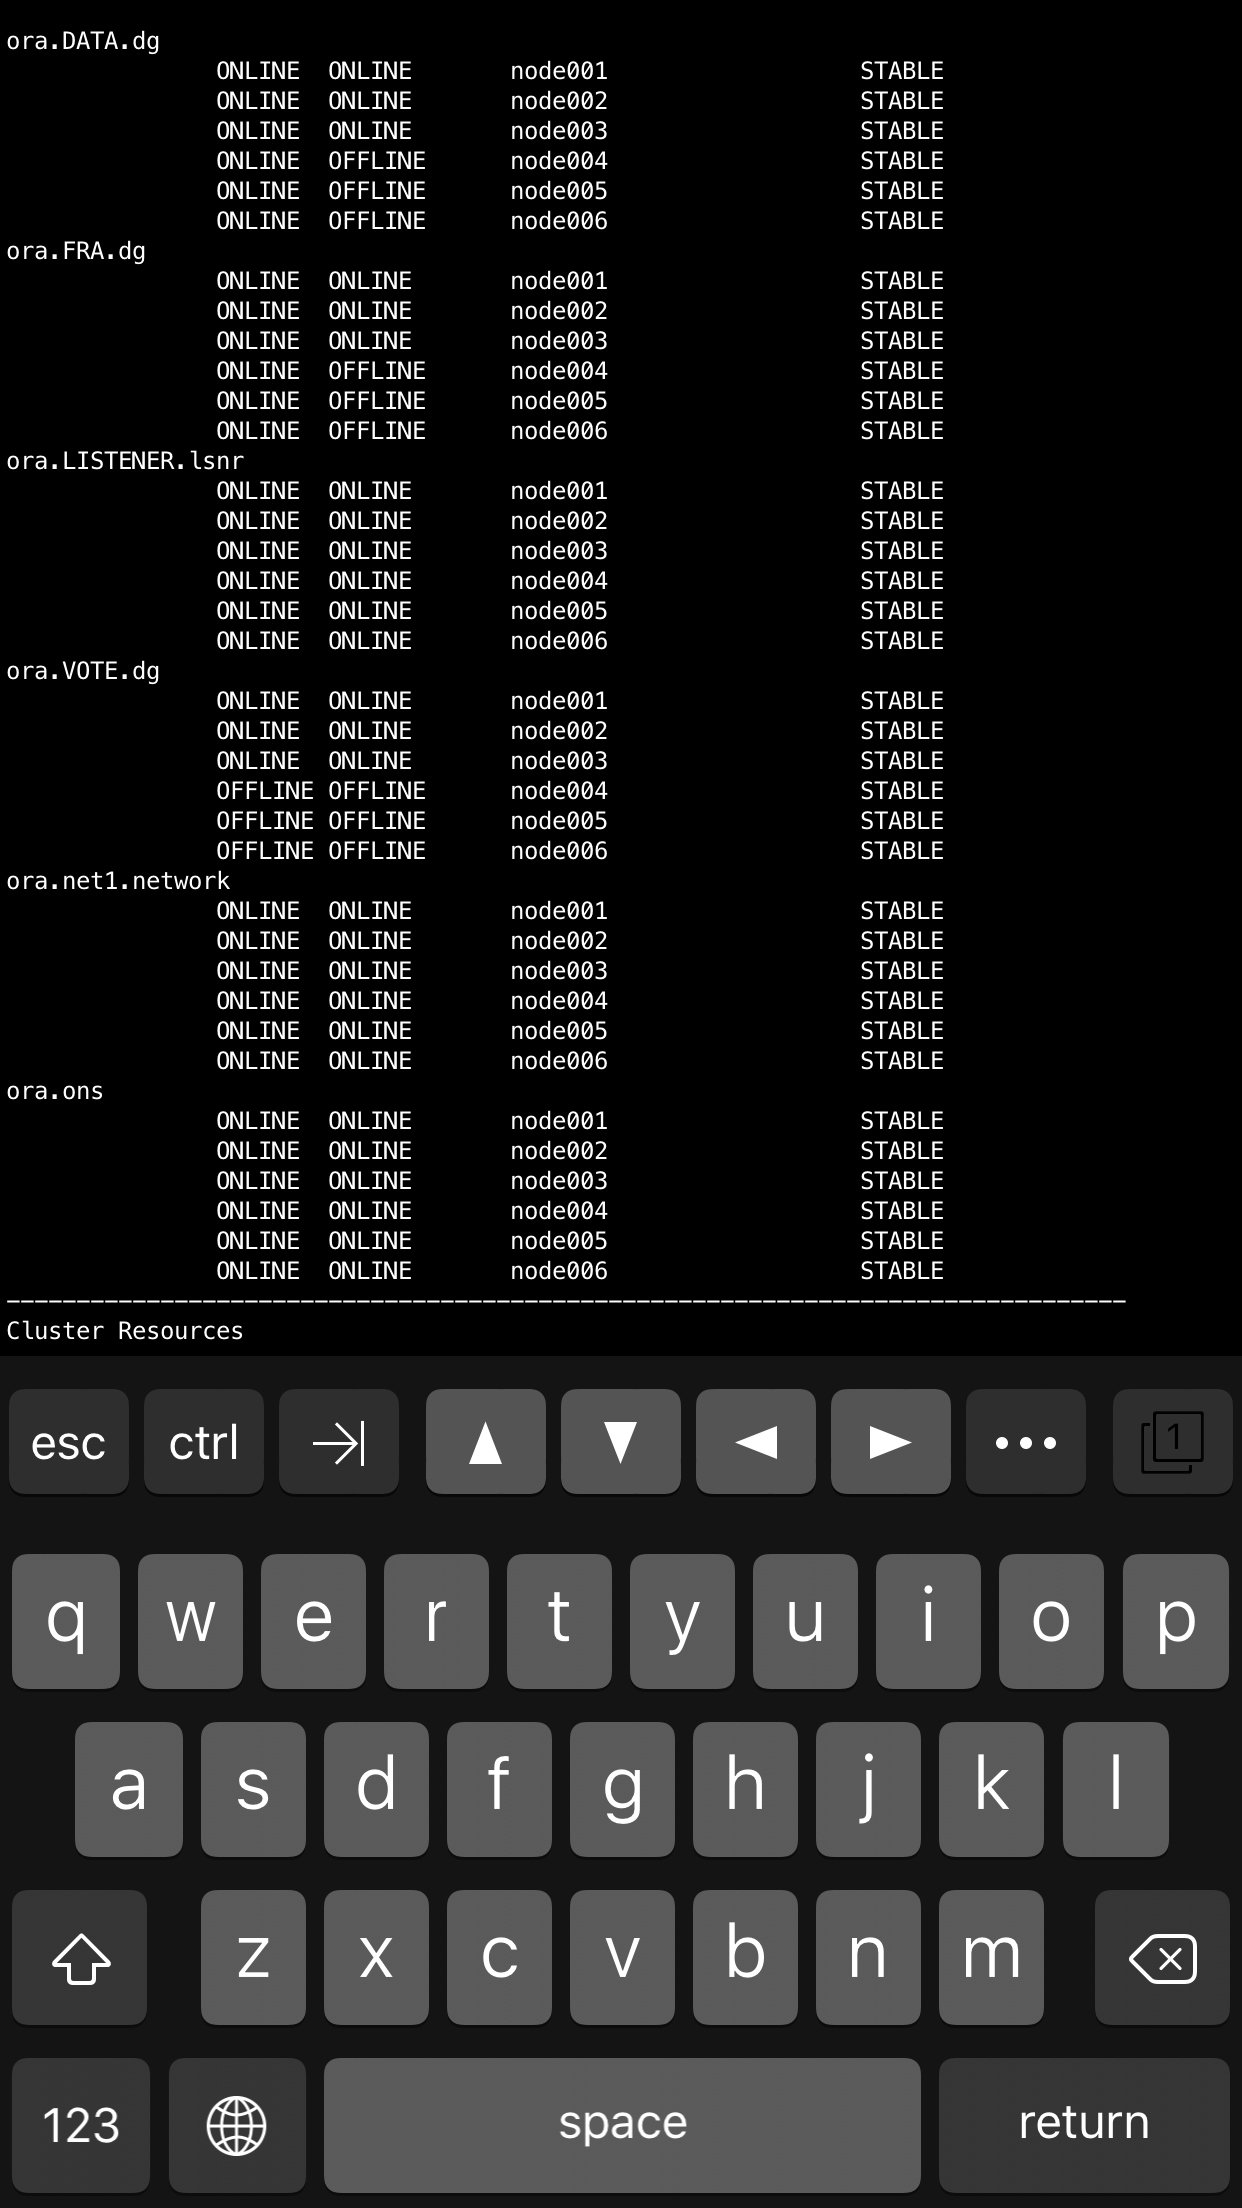 ora.DATA.dg
ONLINE ONLINE node001 STABLE
ONLINE ONLINE node002 STABLE
ONLINE ONLINE node003 STABLE
ONLINE OFFLINE node004 STABLE
ONLINE OFFLINE node005 STABLE
ONLINE OFFLINE node006 STABLE
ora.FRA.dg
ONLINE ONLINE node001 STABLE
ONLINE ONLINE node002 STABLE
ONLINE ONLINE node003 STABLE
ONLINE OFFLINE node004 STABLE
ONLINE OFFLINE node005 STABLE
ONLINE OFFLINE node006 STABLE
ora.LISTENER.lsnr
ONLINE ONLINE node001 STABLE
ONLINE ONLINE node002 STABLE
ONLINE ONLINE node003 STABLE
ONLINE ONLINE node004 STABLE
ONLINE ONLINE node005 STABLE
ONLINE ONLINE node006 STABLE
ora.VOTE.dg
ONLINE ONLINE node001 STABLE
ONLINE ONLINE node002 STABLE
ONLINE ONLINE node003 STABLE
OFFLINE OFFLINE node004 STABLE
OFFLINE OFFLINE node005 STABLE
OFFLINE OFFLINE node006 STABLE
ora.net1.network
ONLINE ONLINE node001 STABLE
ONLINE ONLINE node002 STABLE
ONLINE ONLINE node003 STABLE
ONLINE ONLINE node004 STABLE
ONLINE ONLINE node005 STABLE
ONLINE ONLINE node006 STABLE
ora.ons
ONLINE ONLINE node001 STABLE
ONLINE ONLINE node002 STABLE
ONLINE ONLINE node003 STABLE
ONLINE ONLINE node004 STABLE
ONLINE ONLINE node005 STABLE
ONLINE ONLINE node006 STABLE
--------------------------------------------------------------------------------
Cluster Resources
esc ctrl 1
q w e r t y u i o p
a s d f g h j k l
z x c v b n m
123 space return